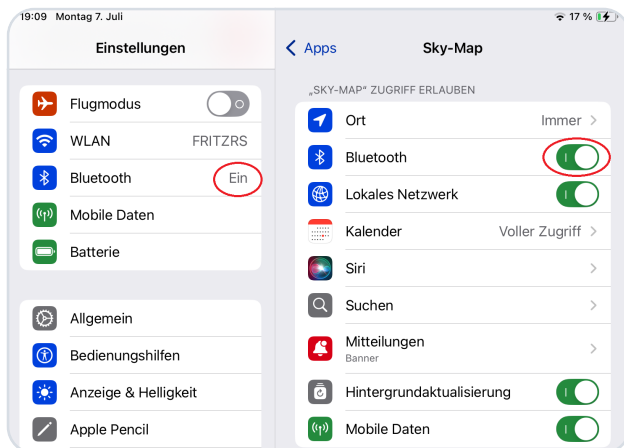 19:09 Montag 7. Juli
17 %
Einstellungen
Flugmodus
WLAN FRITZRS
Bluetooth Ein
Mobile Daten
Batterie
Allgemein
Bedienungshilfen
Anzeige & Helligkeit
Apple Pencil
Apps
Sky-Map
„SKY-MAP“ ZUGRIFF ERLAUBEN
Ort Immer
Bluetooth
Lokales Netzwerk
Kalender Voller Zugriff
Siri
Suchen
Mitteilungen
Banner
Hintergrundaktualisierung
Mobile Daten